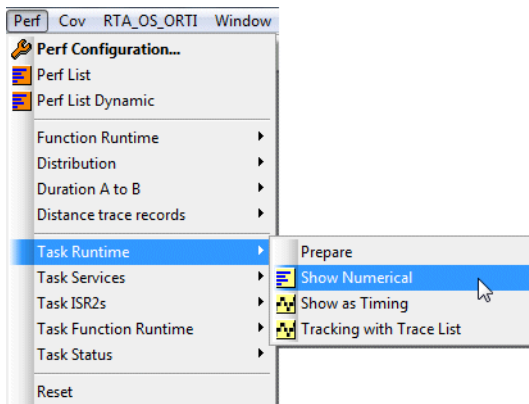 Perf Cov RTA_OS_ORTI Window
Perf Configuration...
Perf List
Perf List Dynamic
Function Runtime
Distribution
Duration A to B
Distance trace records
Task Runtime
Task Services
Task ISR2s
Task Function Runtime
Task Status
Reset
Prepare
Show Numerical
Show as Timing
Tracking with Trace List